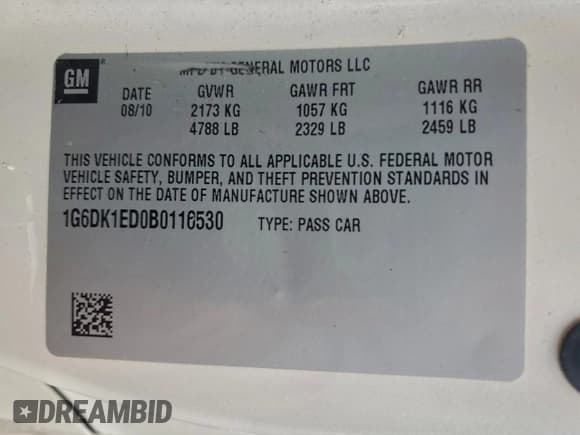 GM
MFD BY GENERAL MOTORS LLC
DATE GVWR GAWR FRT GAWR RR
08/10 2173 KG 1057 KG 1116 KG
4788 LB 2329 LB 2459 LB
THIS VEHICLE CONFORMS TO ALL APPLICABLE U.S. FEDERAL MOTOR
VEHICLE SAFETY, BUMPER, AND THEFT PREVENTION STANDARDS IN
EFFECT ON THE DATE OF MANUFACTURE SHOWN ABOVE.
1G6DK1ED0B0116530 TYPE: PASS CAR
DREAMBID